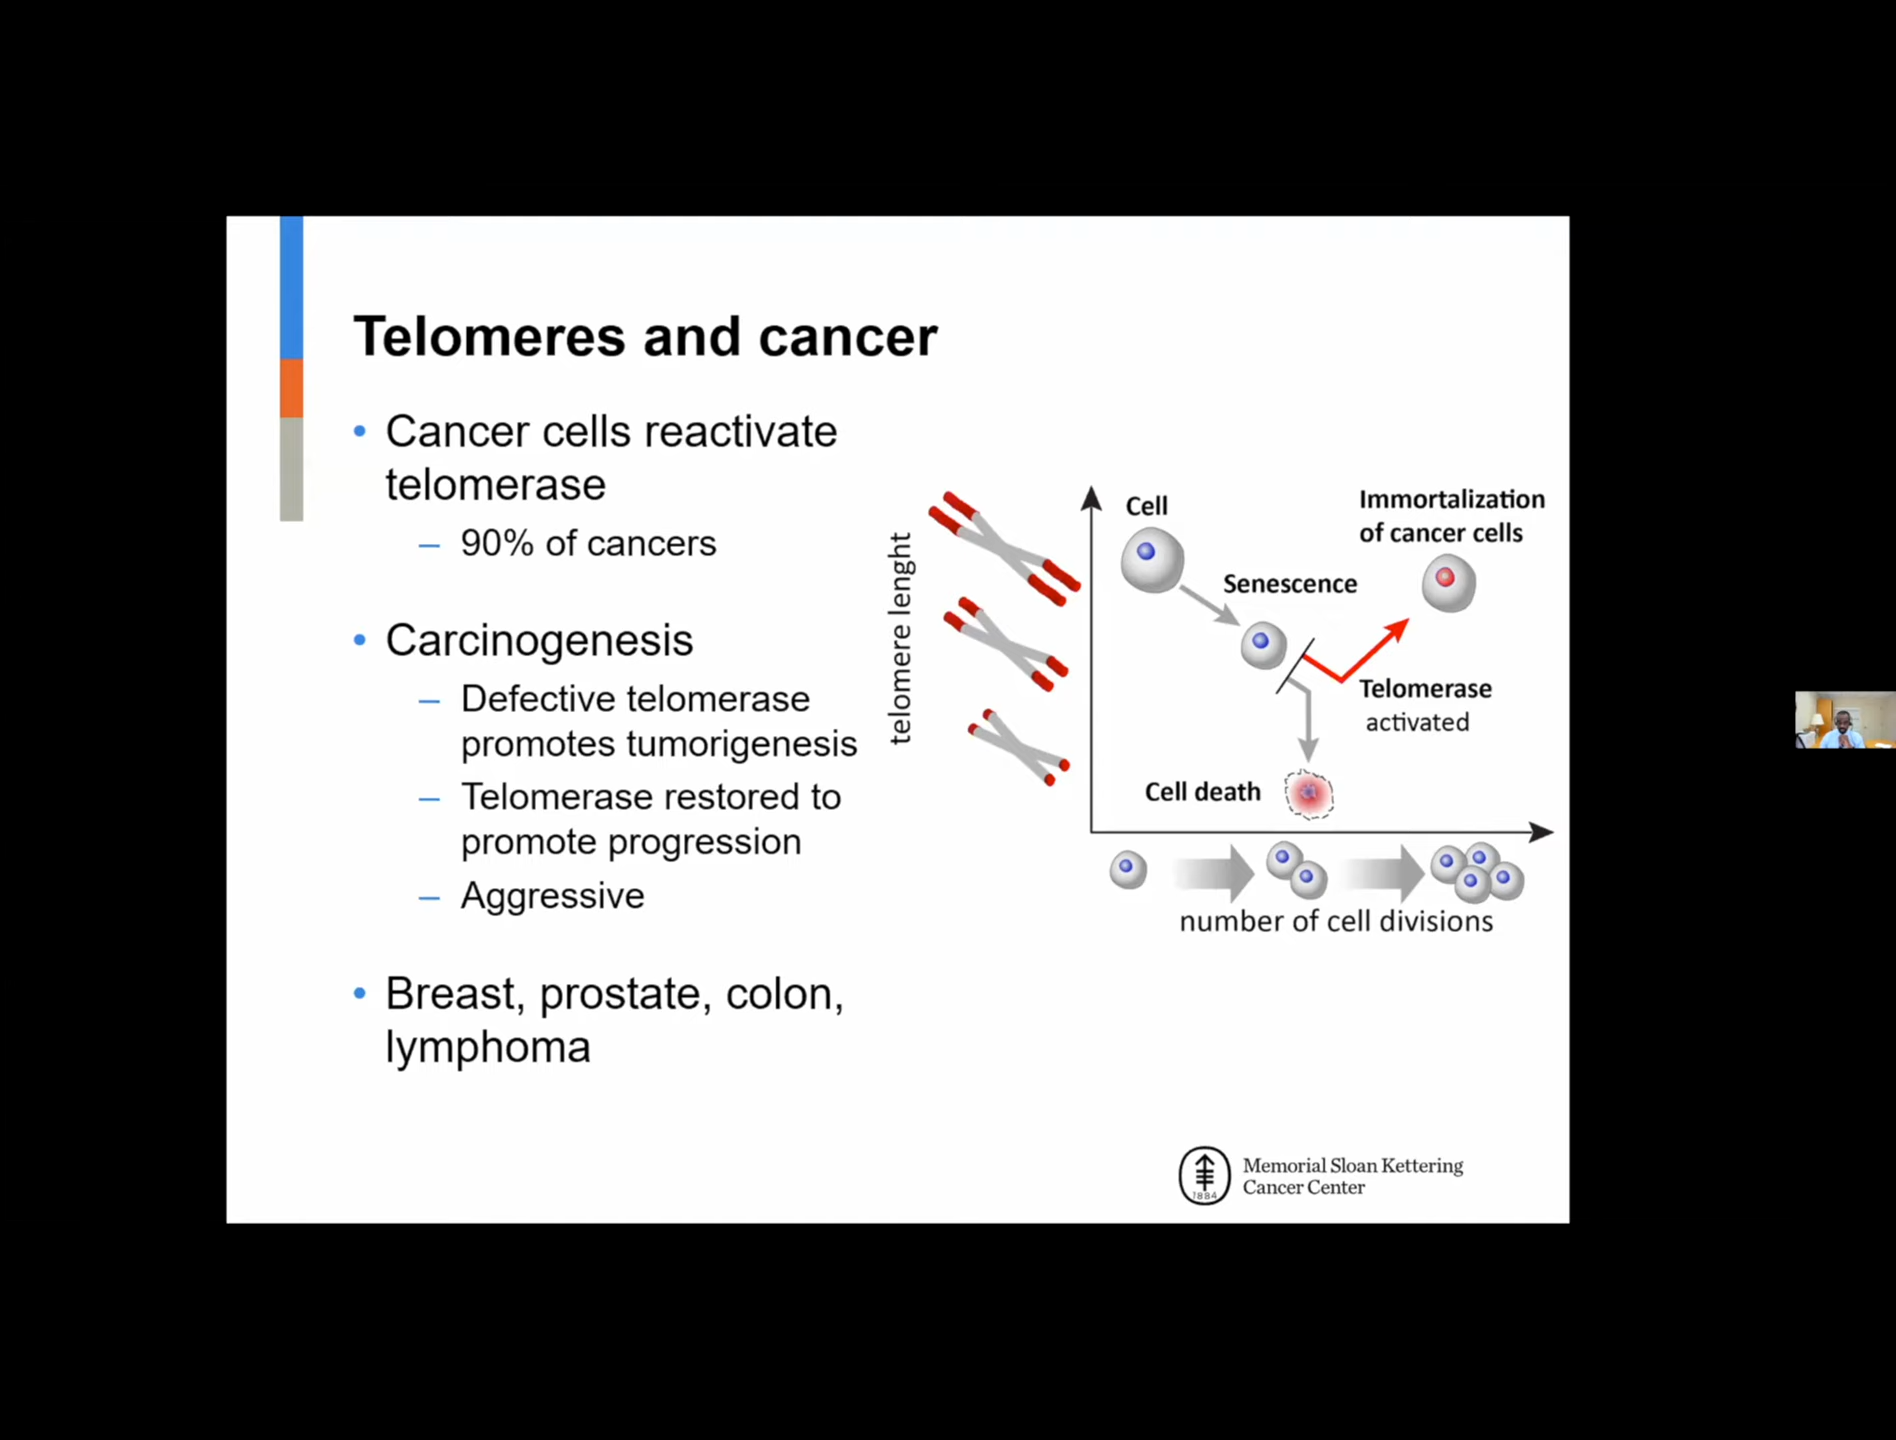 Telomeres and cancer
• Cancer cells reactivate
telomerase
– 90% of cancers
• Carcinogenesis
– Defective telomerase
promotes tumorigenesis
– Telomerase restored to
promote progression
– Aggressive
• Breast, prostate, colon,
lymphoma
telomere lenght
Cell
Senescence
Immortalization
of cancer cells
Telomerase
activated
Cell death
number of cell divisions
1884
Memorial Sloan Kettering
Cancer Center